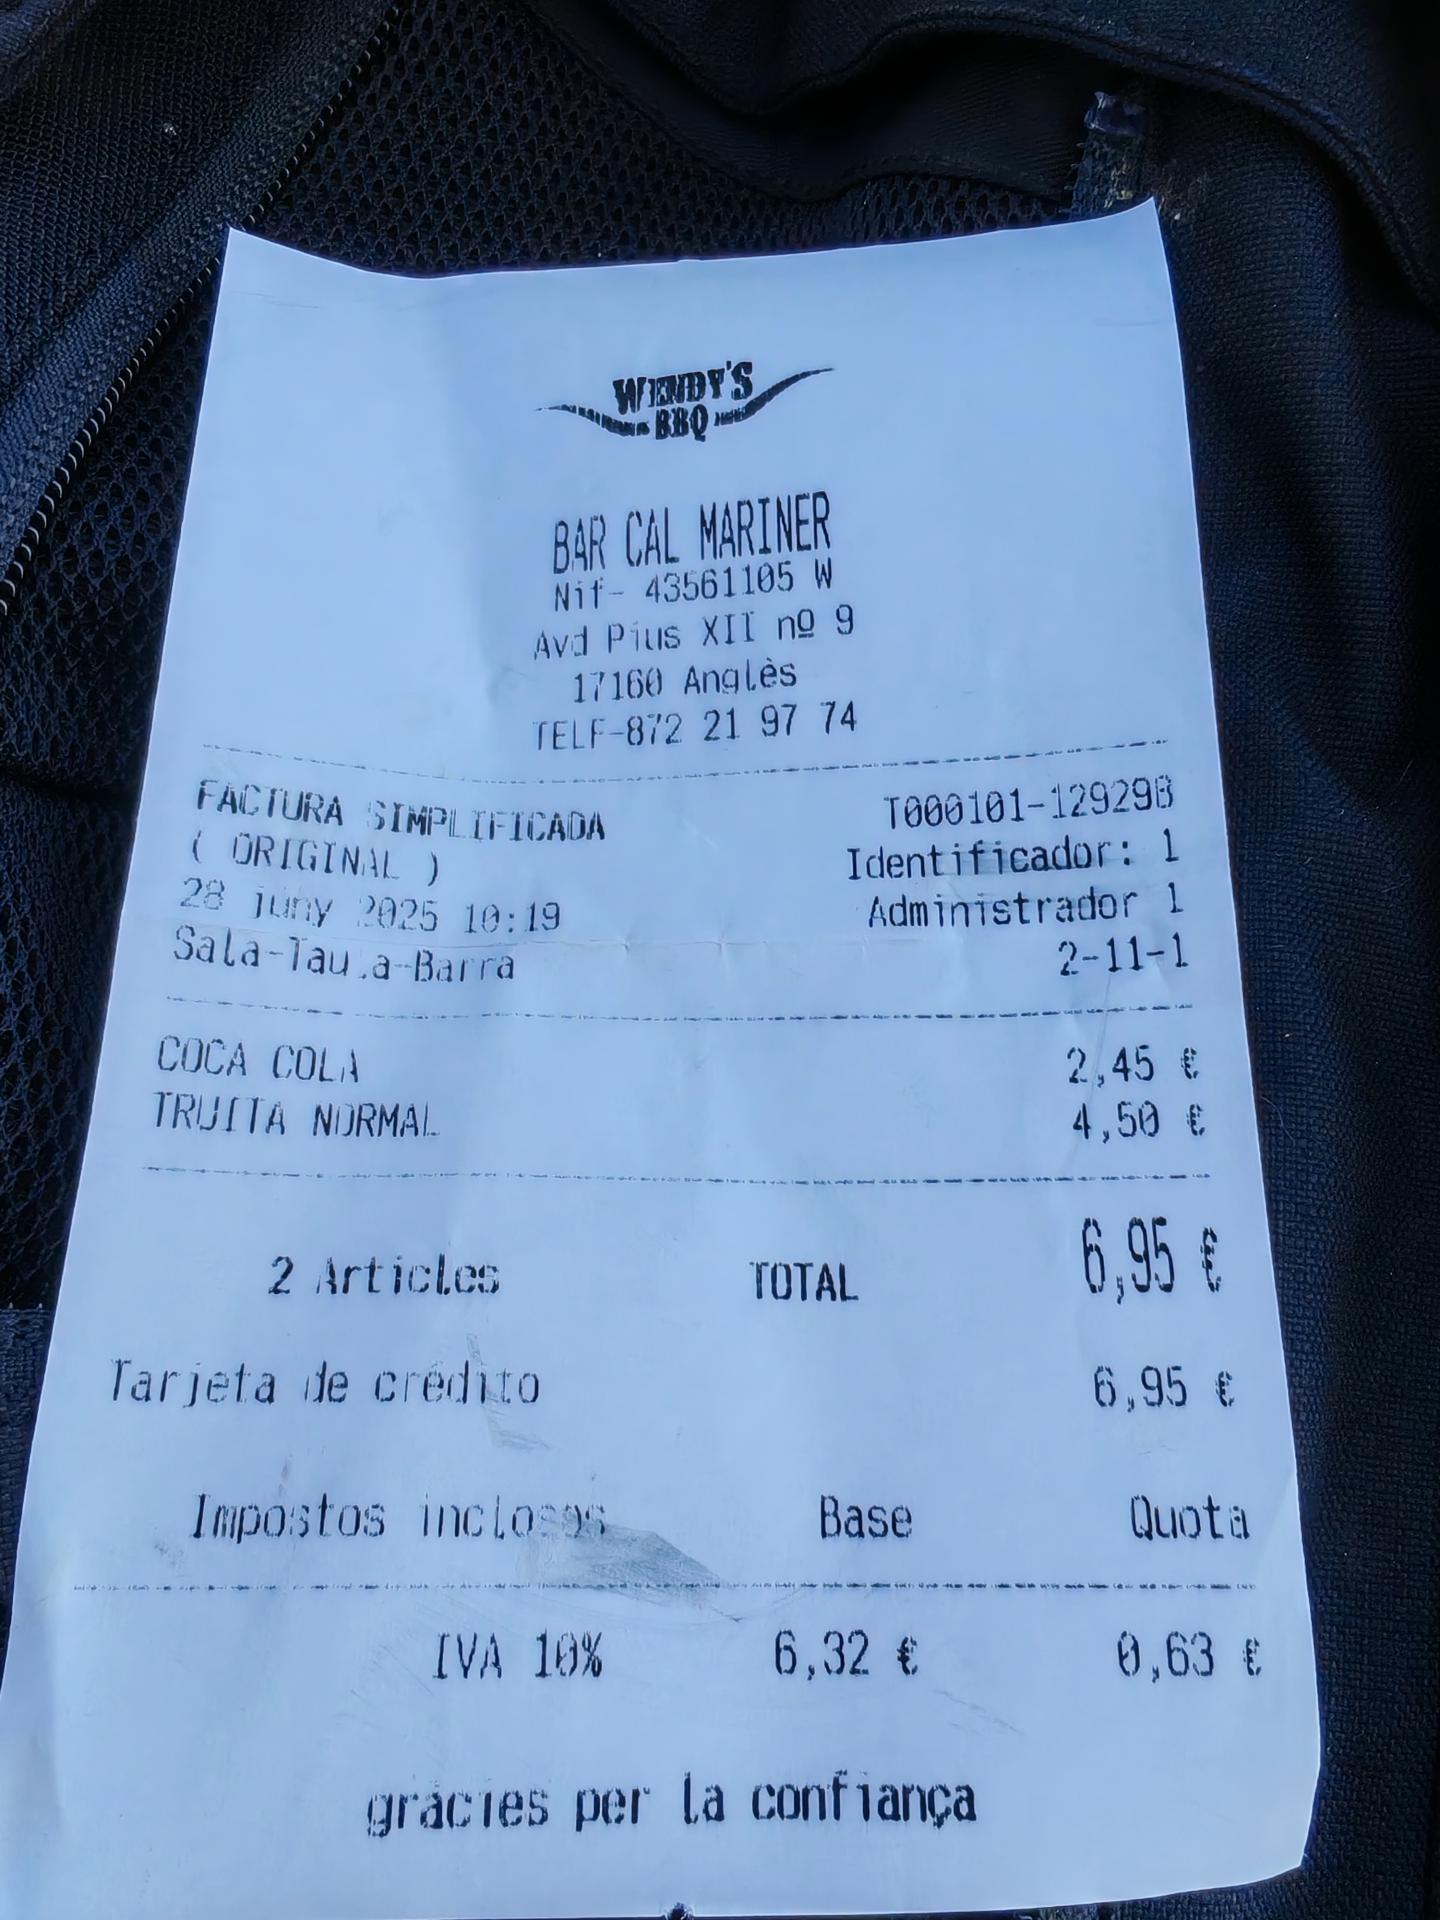 WENDY'S
BBQ
BAR CAL MARINER
Nif- 43561105 W
Avd Pius XII nº 9
17160 Anglès
TELF-872 21 97 74
FACTURA SIMPLIFICADA T000101-129298
( ORIGINAL ) Identificador: 1
28 juny 2025 10:19 Administrador 1
Sala-Taula-Barra 2-11-1
COCA COLA 2,45 €
TRUITA NORMAL 4,50 €
2 Articles TOTAL 6,95 €
Tarjeta de crédito 6,95 €
Impostos inclosos Base Quota
IVA 10% 6,32 € 0,63 €
gràcies per la confiança